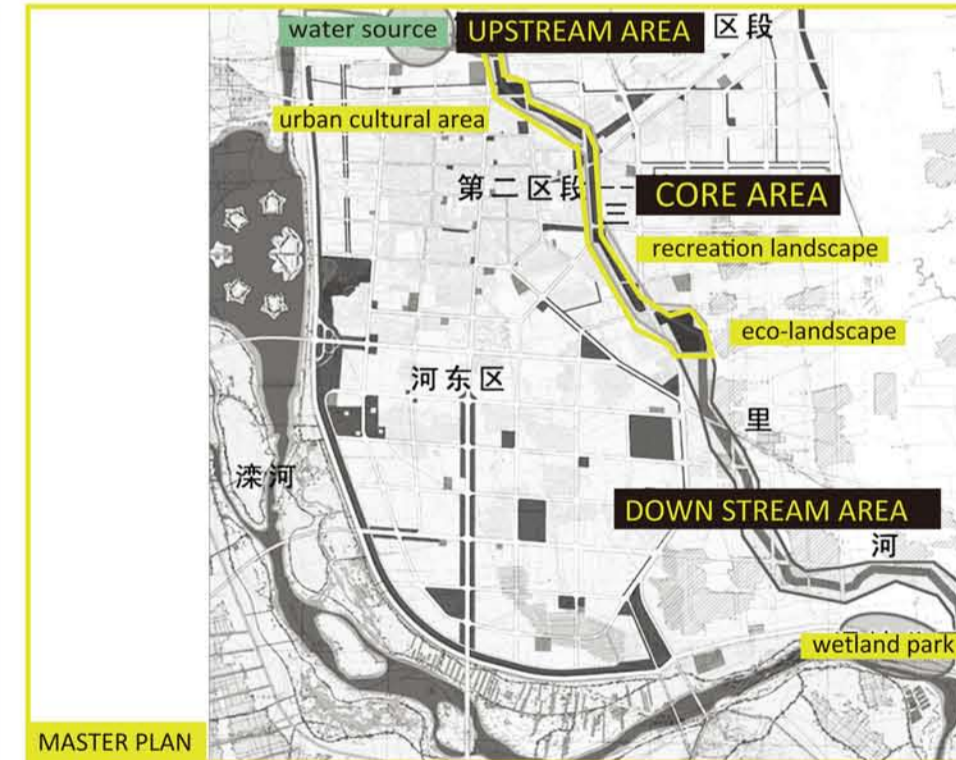 water source
UPSTREAM AREA
区段
urban cultural area
第二区段
三
CORE AREA
recreation landscape
eco-landscape
河东区
里
滦河
DOWN STREAM AREA
河
wetland park
MASTER PLAN